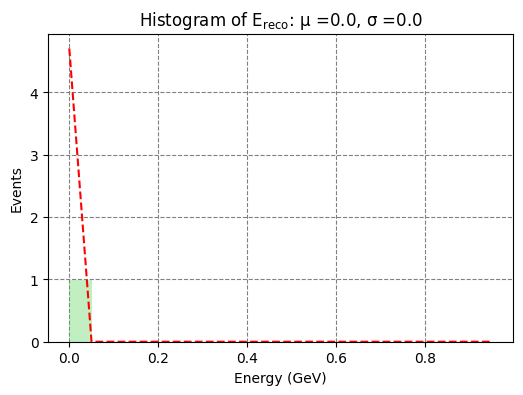 Histogram of E_reco: μ =0.0, σ =0.0
Events
4
3
2
1
0
0.0 0.2 0.4 0.6 0.8
Energy (GeV)